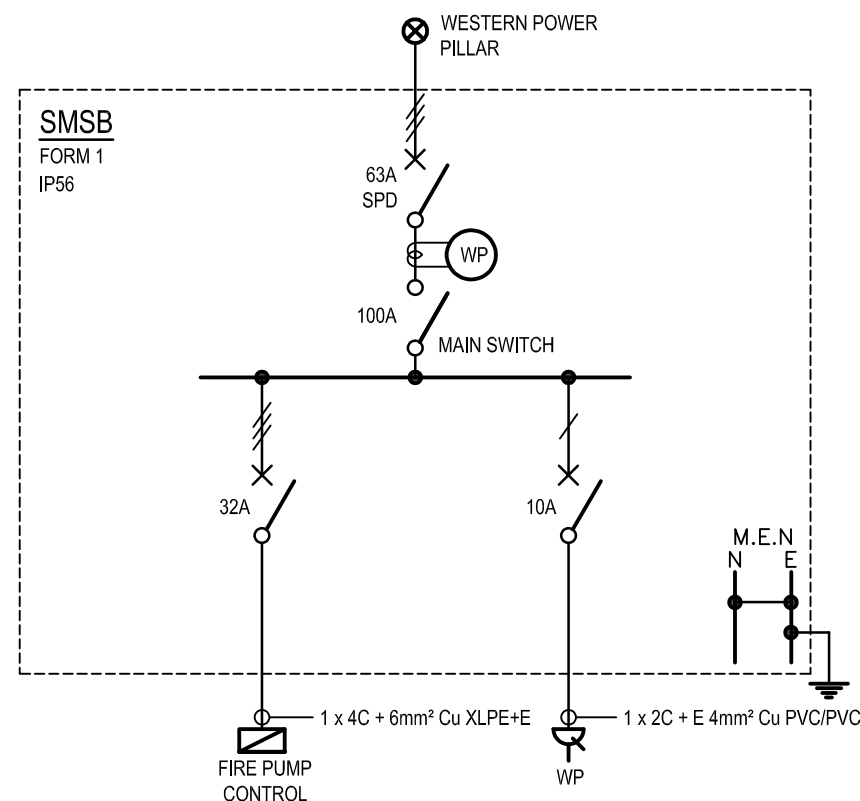 WESTERN POWER
PILLAR
SMSB
FORM 1
IP56
63A
SPD
WP
100A
MAIN SWITCH
32A
10A
M.E.N
N E
1 x 4C + 6mm² Cu XLPE+E
1 x 2C + E 4mm² Cu PVC/PVC
FIRE PUMP
CONTROL
WP